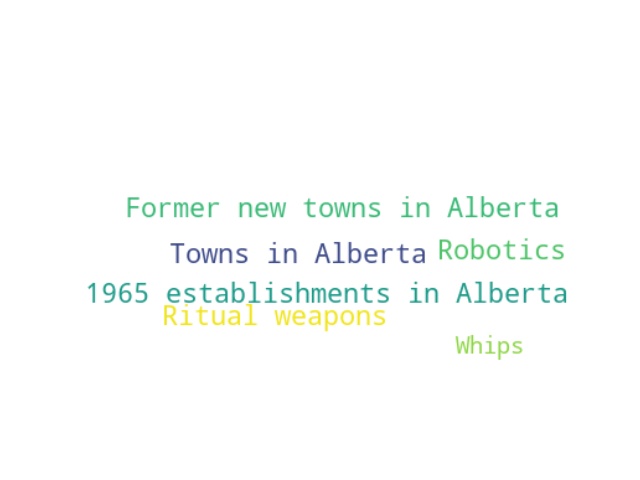 Former new towns in Alberta
Towns in Alberta
Robotics
1965 establishments in Alberta
Ritual weapons
Whips